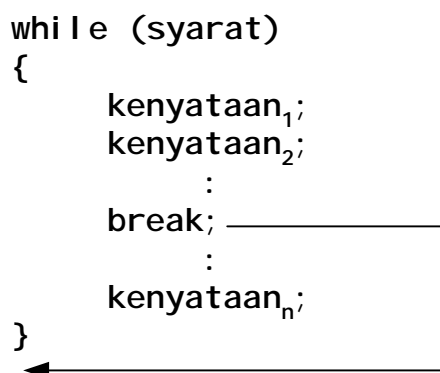 while (syarat)
{
kenyataan₁;
kenyataan₂;
:
break;
:
kenyataanₙ;
}